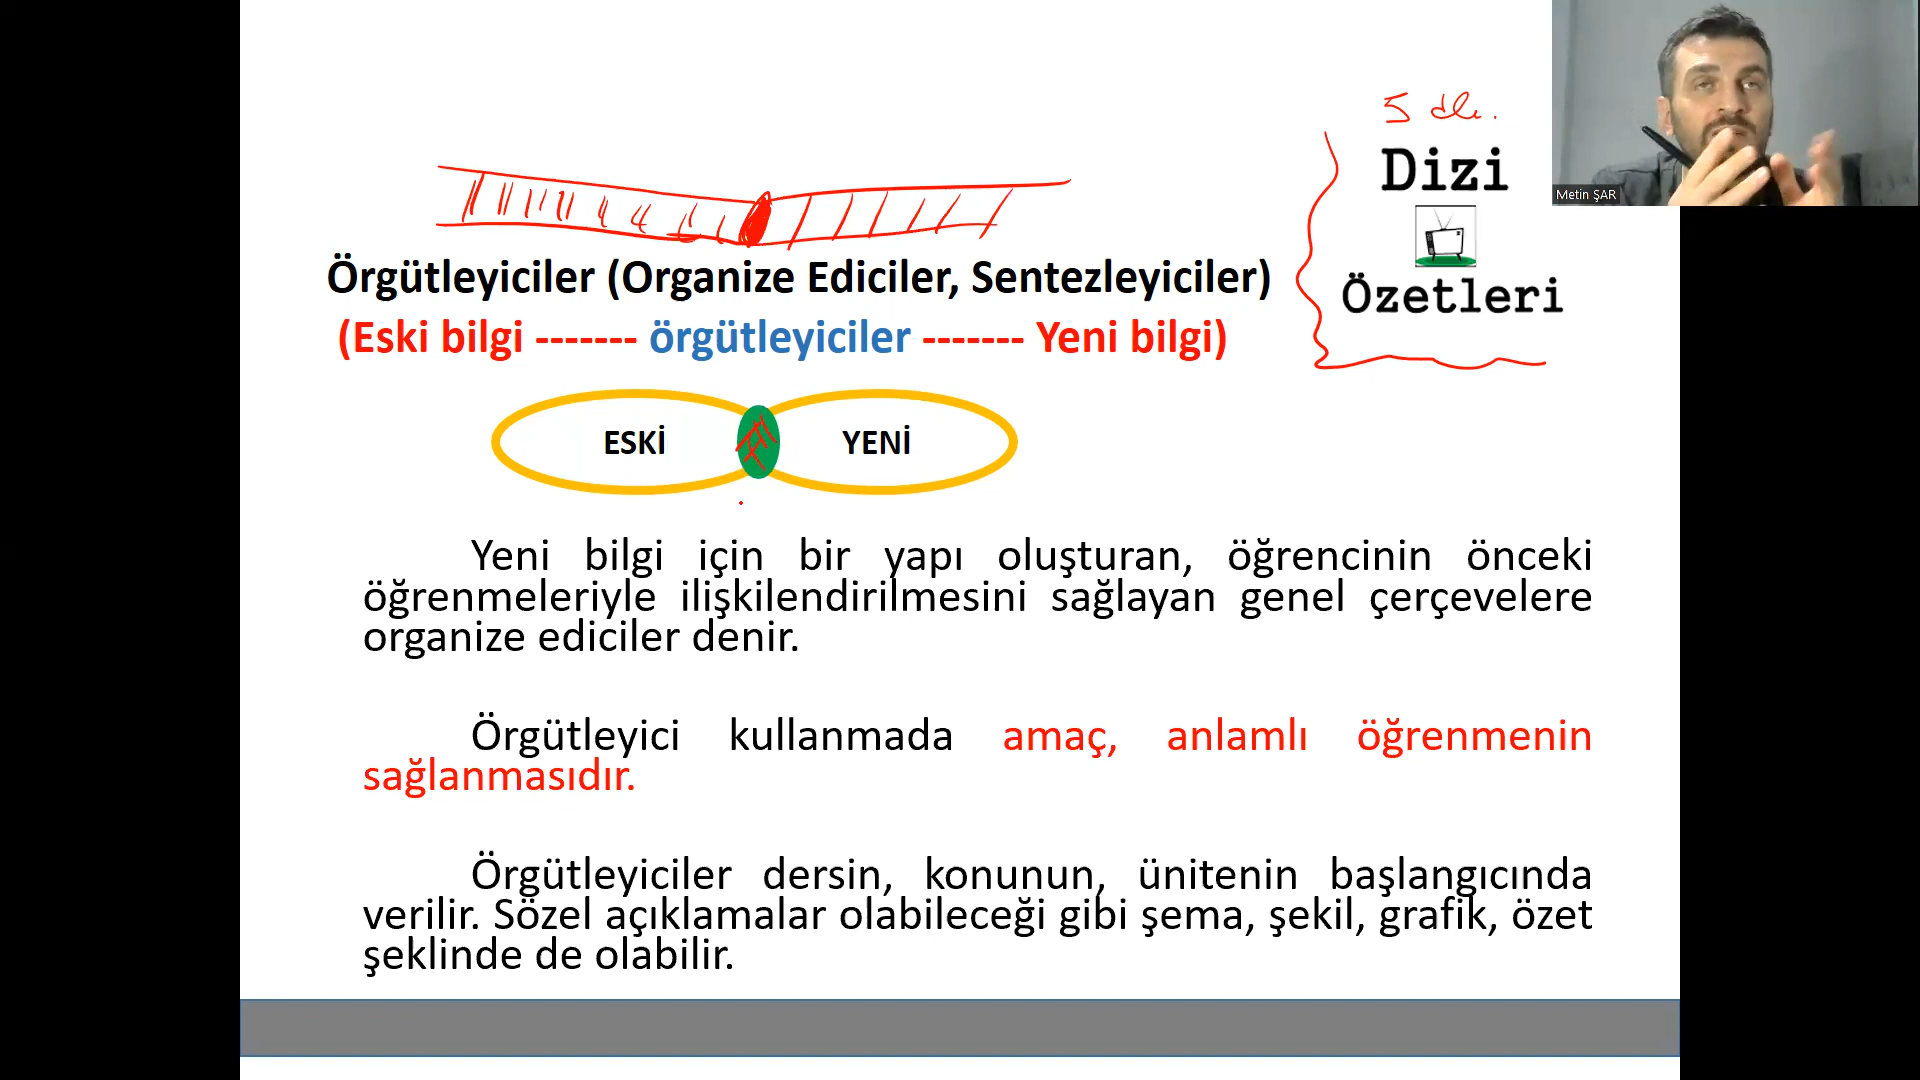 5 dk.
Dizi
Özetleri
Metin ŞAR
Örgütleyiciler (Organize Ediciler, Sentezleyiciler)
(Eski bilgi ------- örgütleyiciler ------- Yeni bilgi)
ESKİ
YENİ
Yeni bilgi için bir yapı oluşturan, öğrencinin önceki
öğrenmeleriyle ilişkilendirilmesini sağlayan genel çerçevelere
organize ediciler denir.
Örgütleyici kullanmada amaç, anlamlı öğrenmenin
sağlanmasıdır.
Örgütleyiciler dersin, konunun, ünitenin başlangıcında
verilir. Sözel açıklamalar olabileceği gibi şema, şekil, grafik, özet
şeklinde de olabilir.